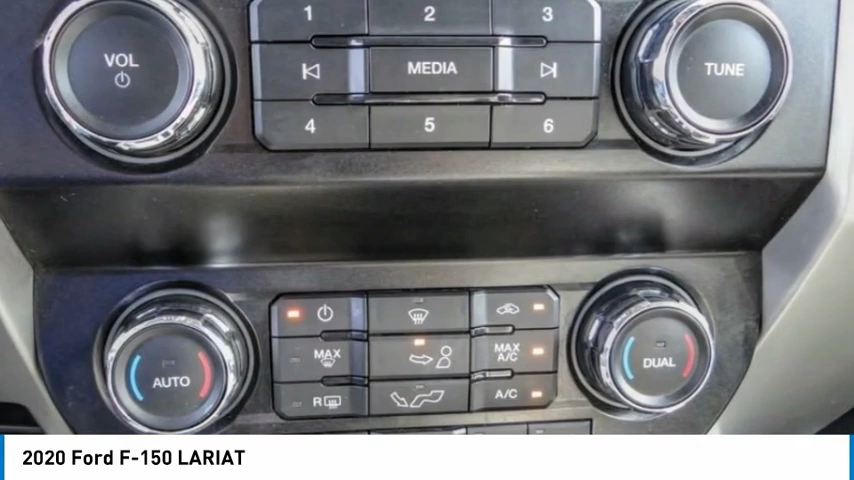 1 2 3
VOL
MEDIA
TUNE
4 5 6
MAX
MAX
A/C
AUTO
DUAL
R
A/C
2020 Ford F-150 LARIAT